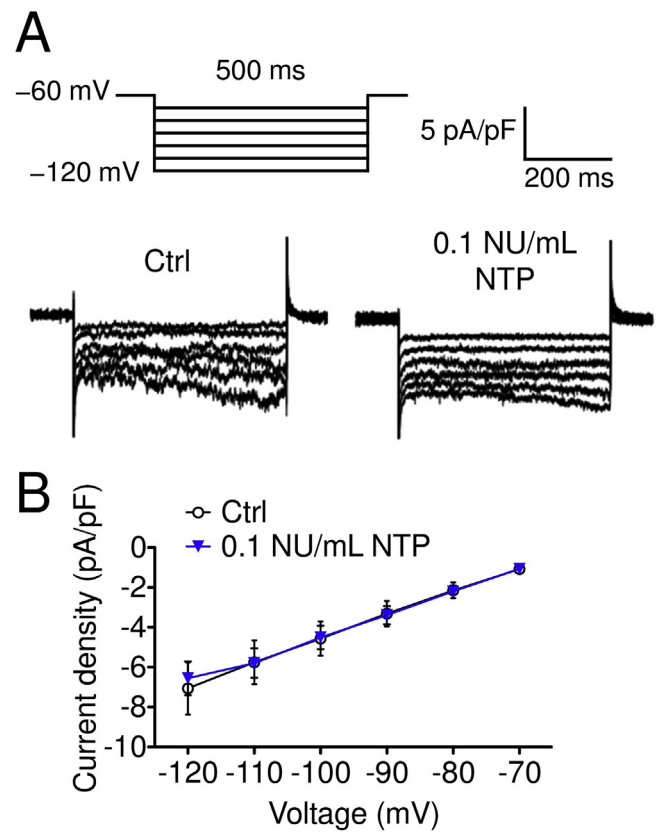 A
500 ms
−60 mV
−120 mV
5 pA/pF
200 ms
Ctrl
0.1 NU/mL
NTP
B
Current density (pA/pF)
Ctrl
0.1 NU/mL NTP
0
-2
-4
-6
-8
-10
-120 -110 -100 -90 -80 -70
Voltage (mV)